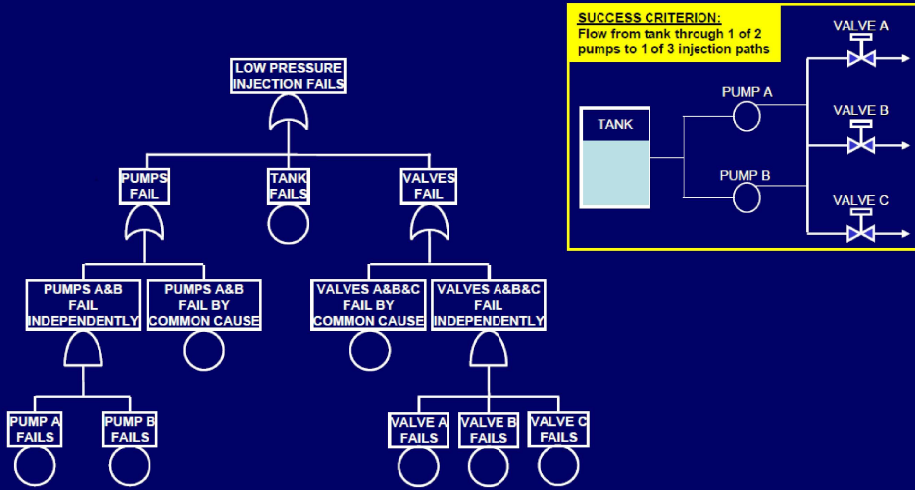 SUCCESS CRITERION:
Flow from tank through 1 of 2
pumps to 1 of 3 injection paths
VALVE A
PUMP A
TANK
VALVE B
PUMP B
VALVE C
LOW PRESSURE
INJECTION FAILS
PUMPS
FAIL
TANK
FAILS
VALVES
FAIL
PUMPS A&B
FAIL
INDEPENDENTLY
PUMPS A&B
FAIL BY
COMMON CAUSE
VALVES A&B&C
FAIL BY
COMMON CAUSE
VALVES A&B&C
FAIL
INDEPENDENTLY
PUMP A
FAILS
PUMP B
FAILS
VALVE A
FAILS
VALVE B
FAILS
VALVE C
FAILS